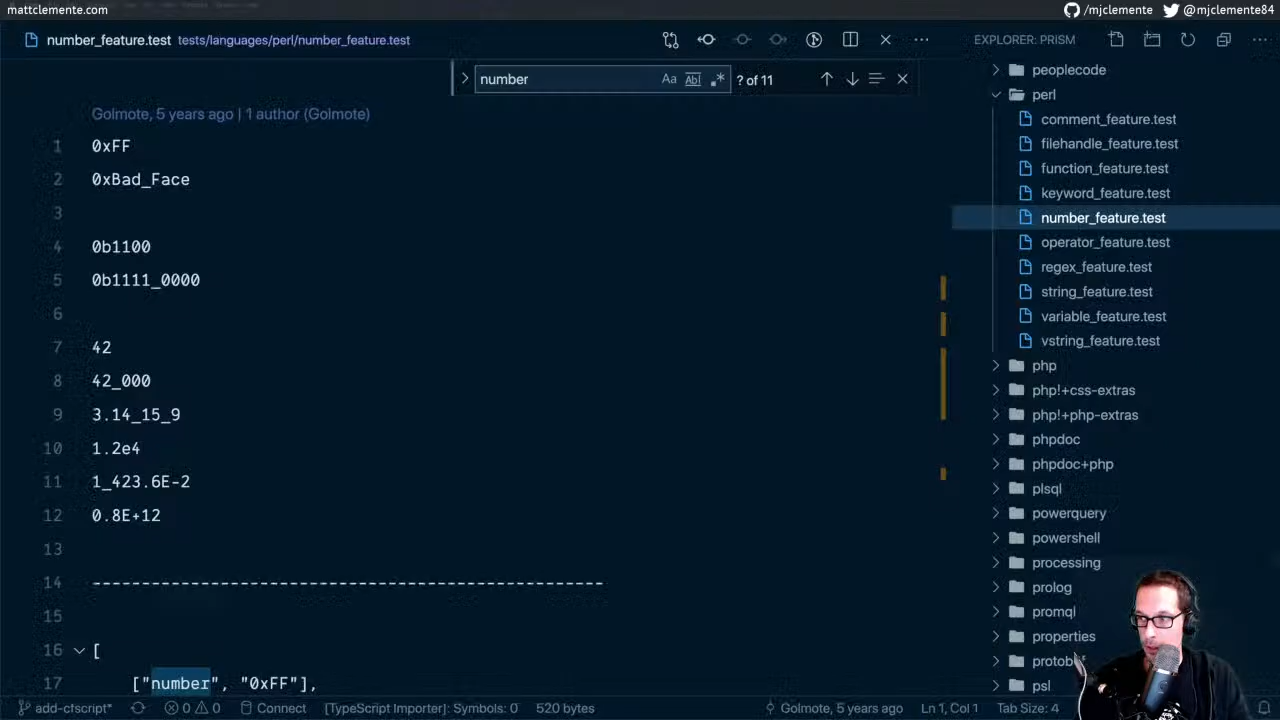 mattclemente.com
/mjclemente @mjclemente84
number_feature.test tests/languages/perl/number_feature.test
EXPLORER: PRISM
number Aa Abl .* ? of 11
Golmote, 5 years ago | 1 author (Golmote)
1 0xFF
2 0xBad_Face
3
4 0b1100
5 0b1111_0000
6
7 42
8 42_000
9 3.14_15_9
10 1.2e4
11 1_423.6E-2
12 0.8E+12
13
14 ----------------------------------------------------
15
16 [
17 ["number", "0xFF"],
peoplecode
perl
comment_feature.test
filehandle_feature.test
function_feature.test
keyword_feature.test
number_feature.test
operator_feature.test
regex_feature.test
string_feature.test
variable_feature.test
vstring_feature.test
php
php!+css-extras
php!+php-extras
phpdoc
phpdoc+php
plsql
powerquery
powershell
processing
prolog
promql
properties
psl
add-cfscript* 0 0 Connect [TypeScript Importer]: Symbols: 0 520 bytes Golmote, 5 years ago Ln 1, Col 1 Tab Size: 4